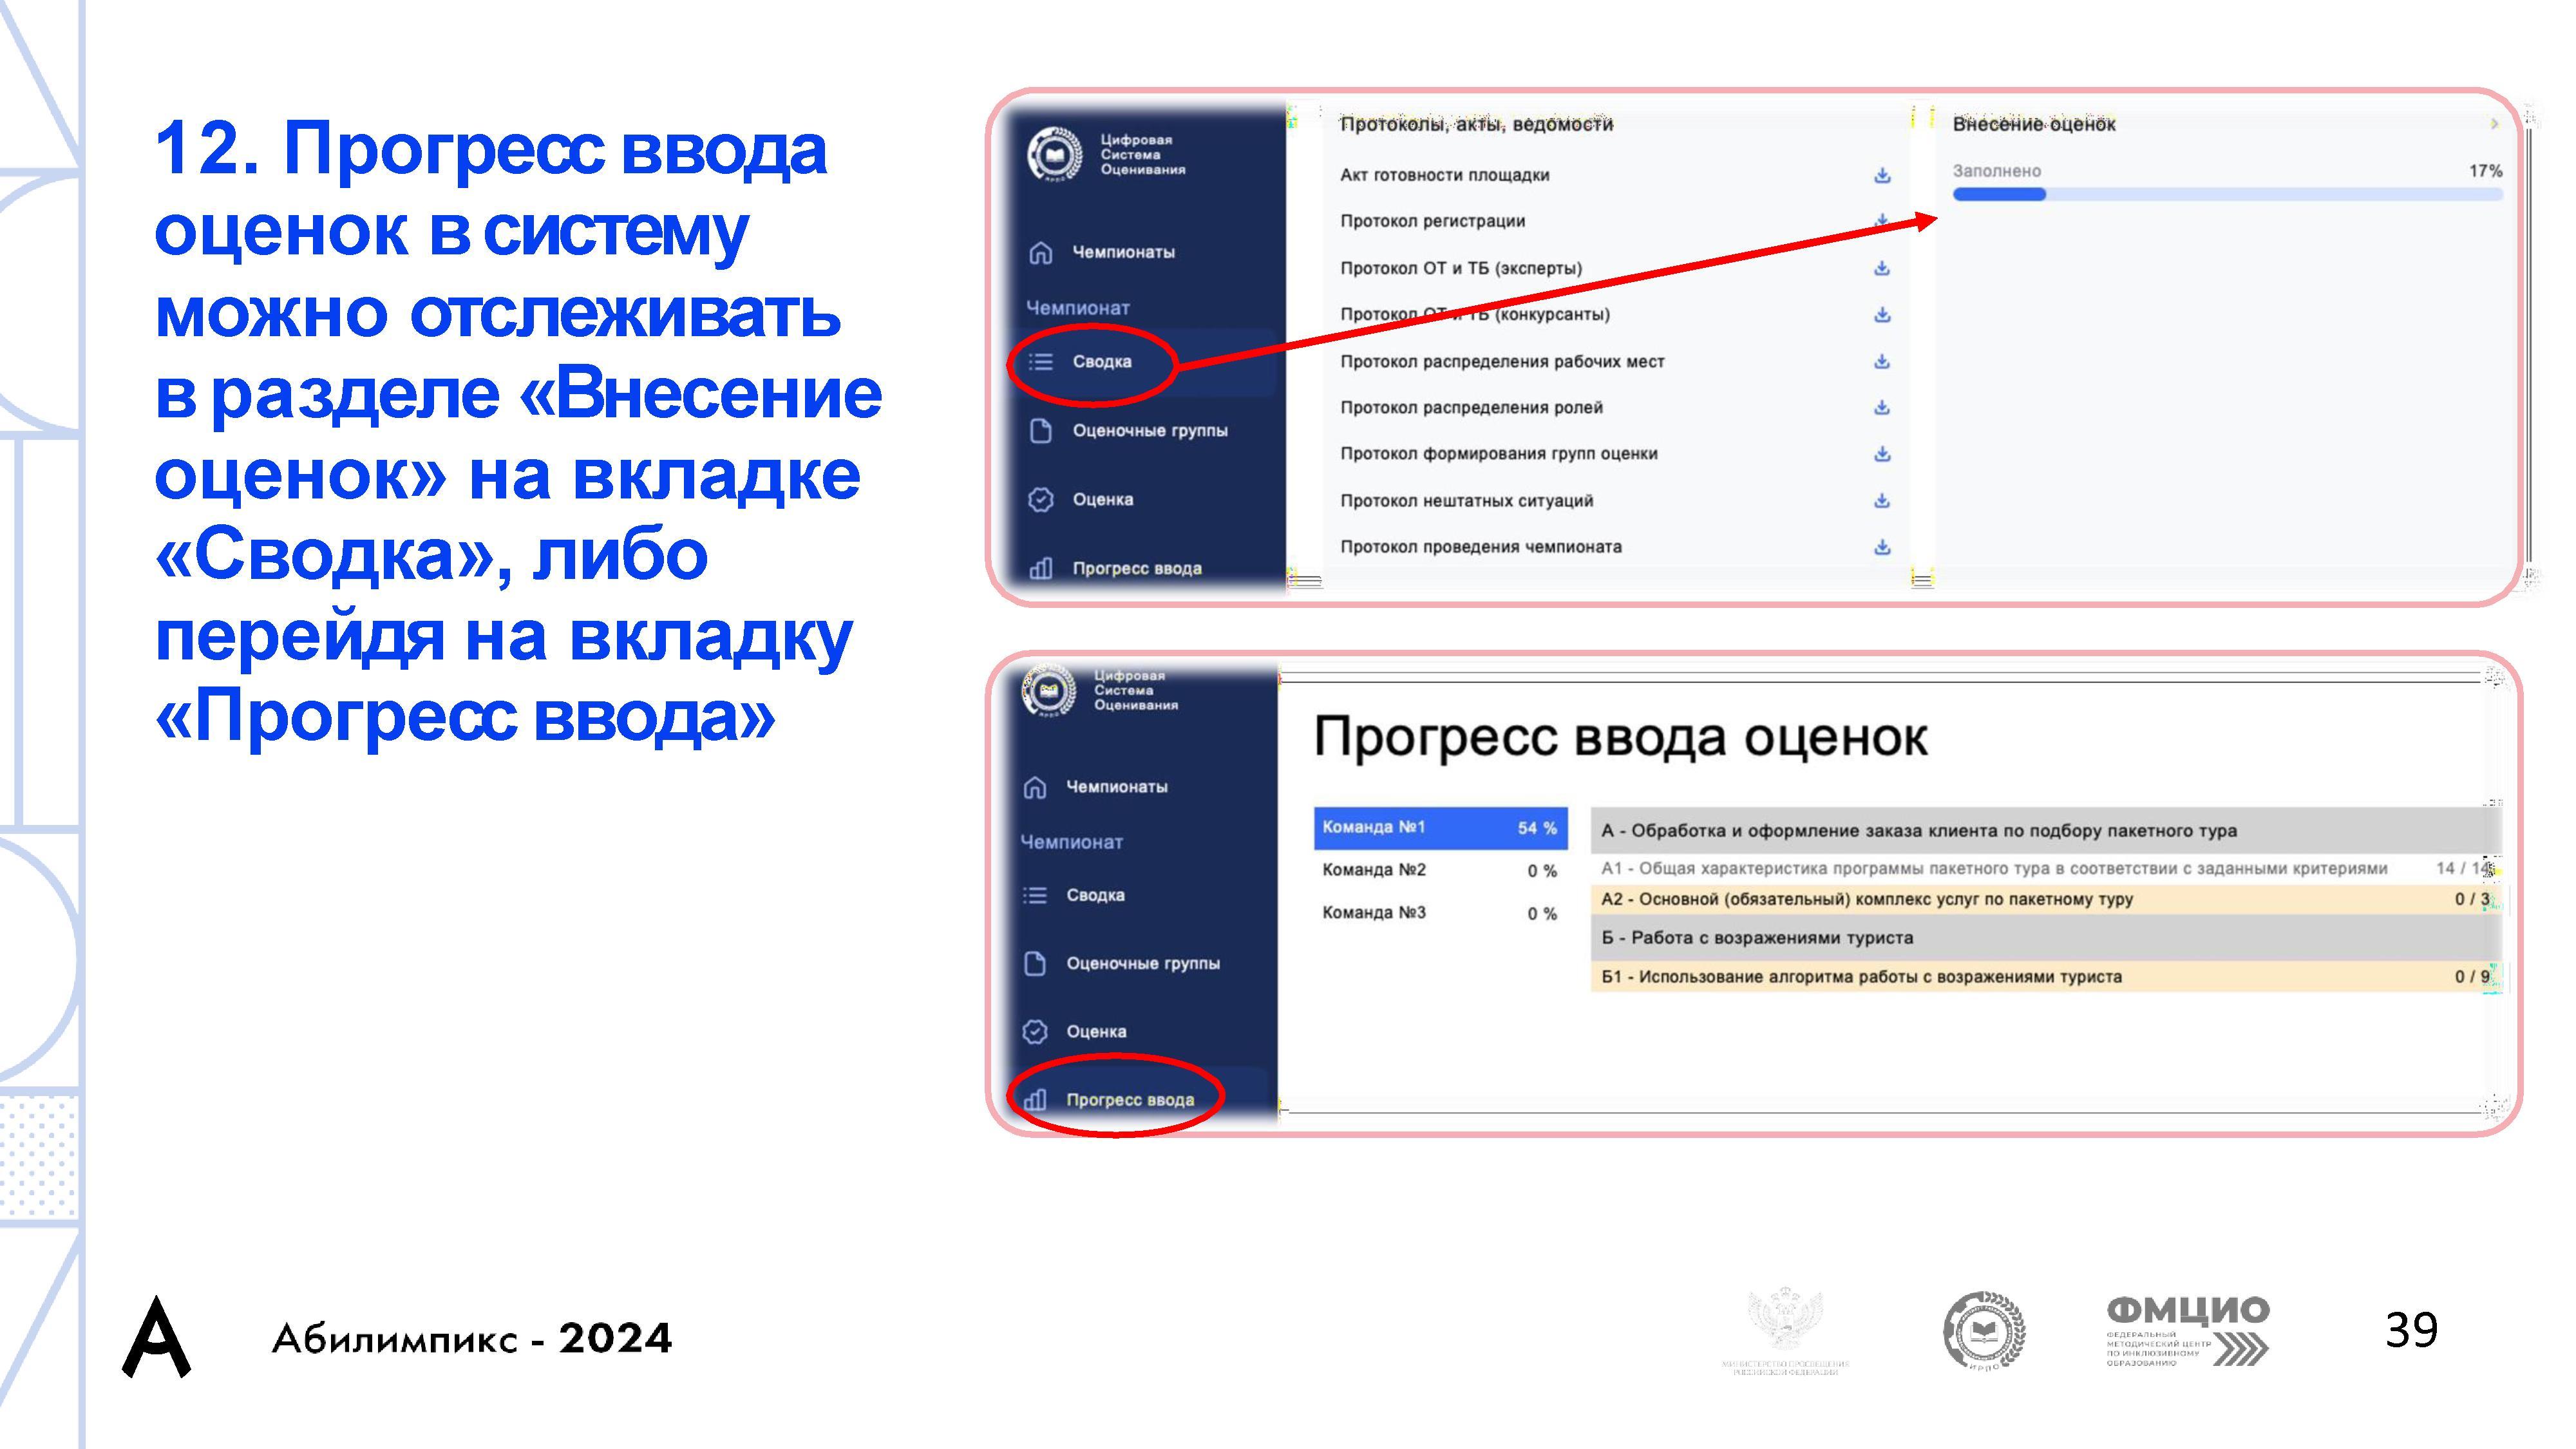 12. Прогресс ввода
оценок в систему
можно отслеживать
в разделе «Внесение
оценок» на вкладке
«Сводка», либо
перейдя на вкладку
«Прогресс ввода»
Цифровая
Система
Оценивания
Чемпионаты
Чемпионат
Сводка
Оценочные группы
Оценка
Прогресс ввода
Протоколы, акты, ведомости
Акт готовности площадки
Протокол регистрации
Протокол ОТ и ТБ (эксперты)
Протокол ОТ и ТБ (конкурсанты)
Протокол распределения рабочих мест
Протокол распределения ролей
Протокол формирования групп оценки
Протокол нештатных ситуаций
Протокол проведения чемпионата
Внесение оценок
Заполнено 17%
Цифровая
Система
Оценивания
Чемпионаты
Чемпионат
Сводка
Оценочные группы
Оценка
Прогресс ввода
Прогресс ввода оценок
Команда №1 54 %
Команда №2 0 %
Команда №3 0 %
А - Обработка и оформление заказа клиента по подбору пакетного тура
А1 - Общая характеристика программы пакетного тура в соответствии с заданными критериями 14 / 14
А2 - Основной (обязательный) комплекс услуг по пакетному туру 0 / 3
Б - Работа с возражениями туриста
Б1 - Использование алгоритма работы с возражениями туриста 0 / 9
Абилимпикс - 2024
МИНИСТЕРСТВО ПРОСВЕЩЕНИЯ
РОССИЙСКОЙ ФЕДЕРАЦИИ
ИРПО
ФМЦИО
ФЕДЕРАЛЬНЫЙ
МЕТОДИЧЕСКИЙ ЦЕНТР
ПО ИНКЛЮЗИВНОМУ
ОБРАЗОВАНИЮ
39